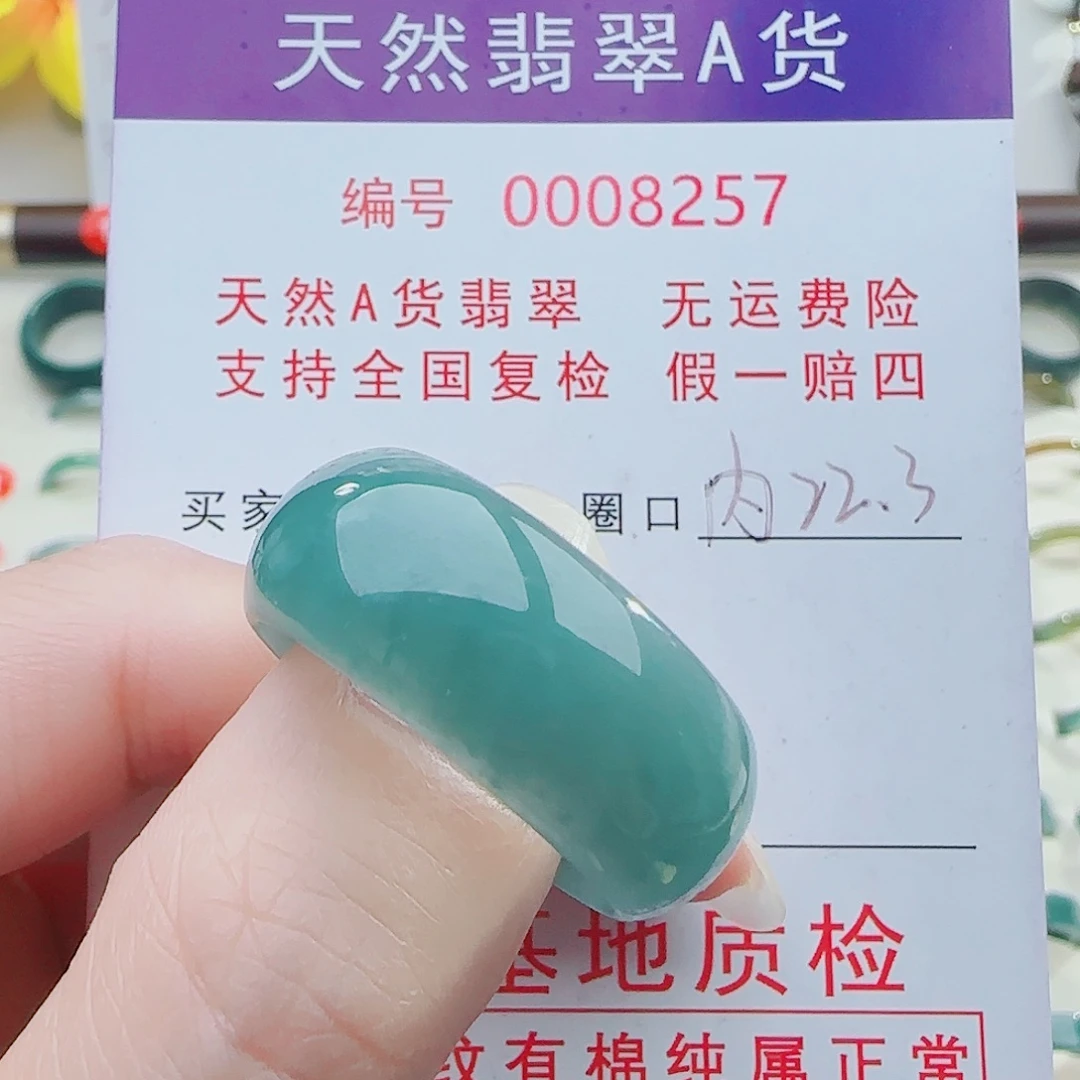 天然翡翠A货
编号 0008257
天然A货翡翠 无运费险
支持全国复检 假一赔四
买家 圈口 内22.3
基地质检
纹有棉纯属正常